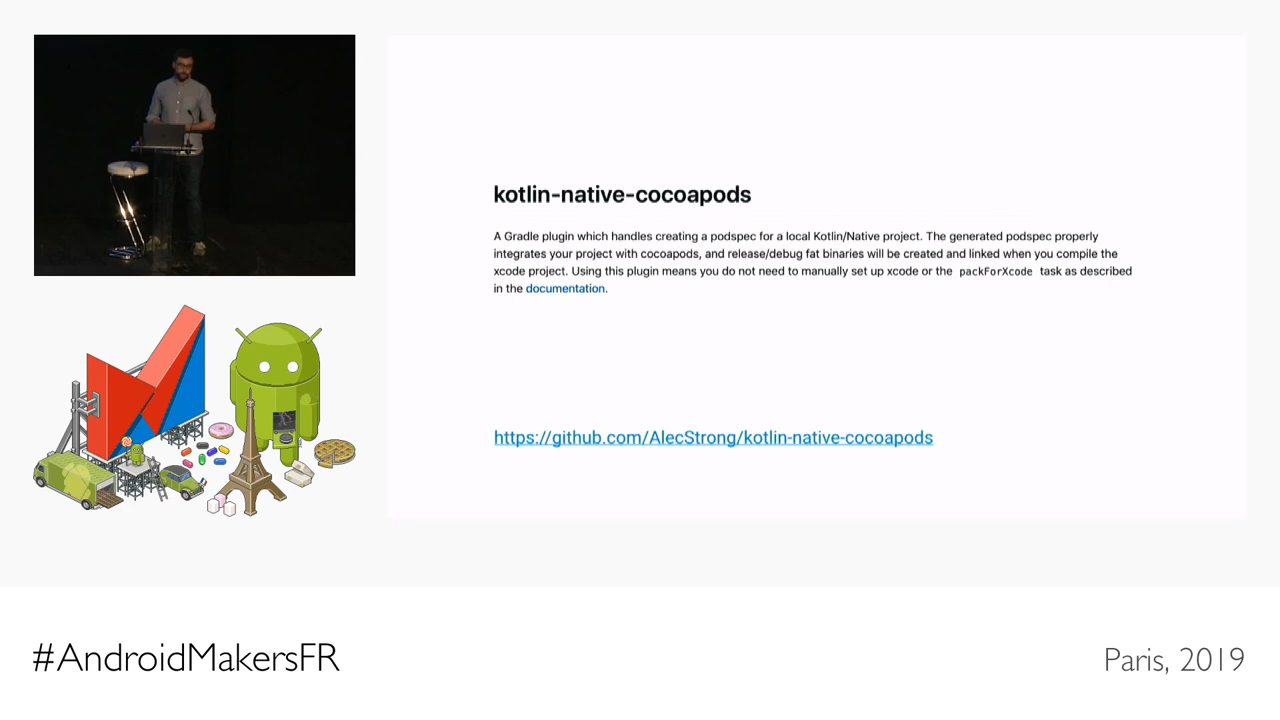 kotlin-native-cocoapods
A Gradle plugin which handles creating a podspec for a local Kotlin/Native project. The generated podspec properly
integrates your project with cocoapods, and release/debug fat binaries will be created and linked when you compile the
xcode project. Using this plugin means you do not need to manually set up xcode or the packForXcode task as described
in the documentation.
https://github.com/AlecStrong/kotlin-native-cocoapods
#AndroidMakersFR
Paris, 2019